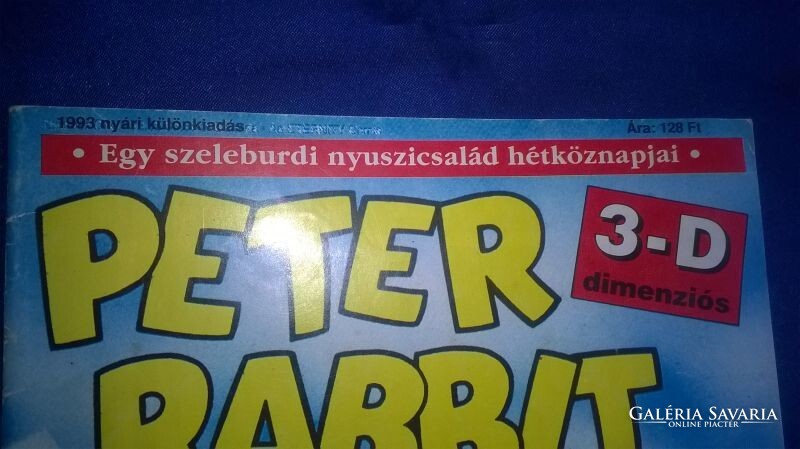 1993 nyári különkiadás
Ára: 128 Ft
• Egy szeleburdi nyuszicsalád hétköznapjai •
PETER
3-D
dimenziós
RABBIT
GALÉRIA SAVARIA
ONLINE PIACTÉR